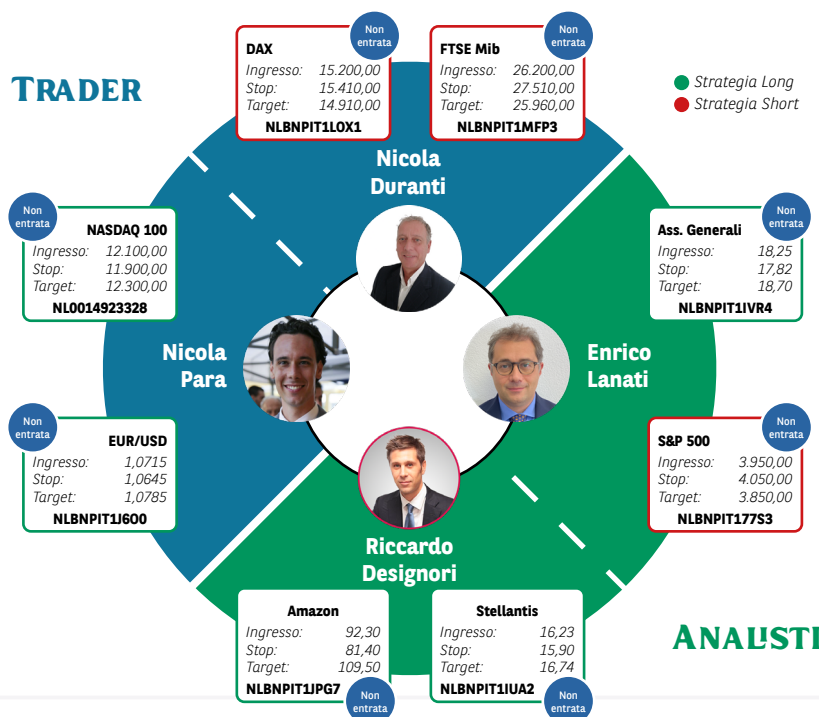 TRADER
Non
entrata
DAX
Ingresso: 15.200,00
Stop: 15.410,00
Target: 14.910,00
NLBNPIT1LOX1
Non
entrata
FTSE Mib
Ingresso: 26.200,00
Stop: 27.510,00
Target: 25.960,00
NLBNPIT1MFP3
Strategia Long
Strategia Short
Nicola
Duranti
Non
entrata
NASDAQ 100
Ingresso: 12.100,00
Stop: 11.900,00
Target: 12.300,00
NL0014923328
Non
entrata
Ass. Generali
Ingresso: 18,25
Stop: 17,82
Target: 18,70
NLBNPIT1IVR4
Nicola
Para
Enrico
Lanati
Non
entrata
EUR/USD
Ingresso: 1,0715
Stop: 1,0645
Target: 1,0785
NLBNPIT1J6O0
Non
entrata
S&P 500
Ingresso: 3.950,00
Stop: 4.050,00
Target: 3.850,00
NLBNPIT177S3
Riccardo
Designori
Amazon
Ingresso: 92,30
Stop: 81,40
Target: 109,50
NLBNPIT1JPG7
Non
entrata
Stellantis
Ingresso: 16,23
Stop: 15,90
Target: 16,74
NLBNPIT1IUA2
Non
entrata
ANALISTI